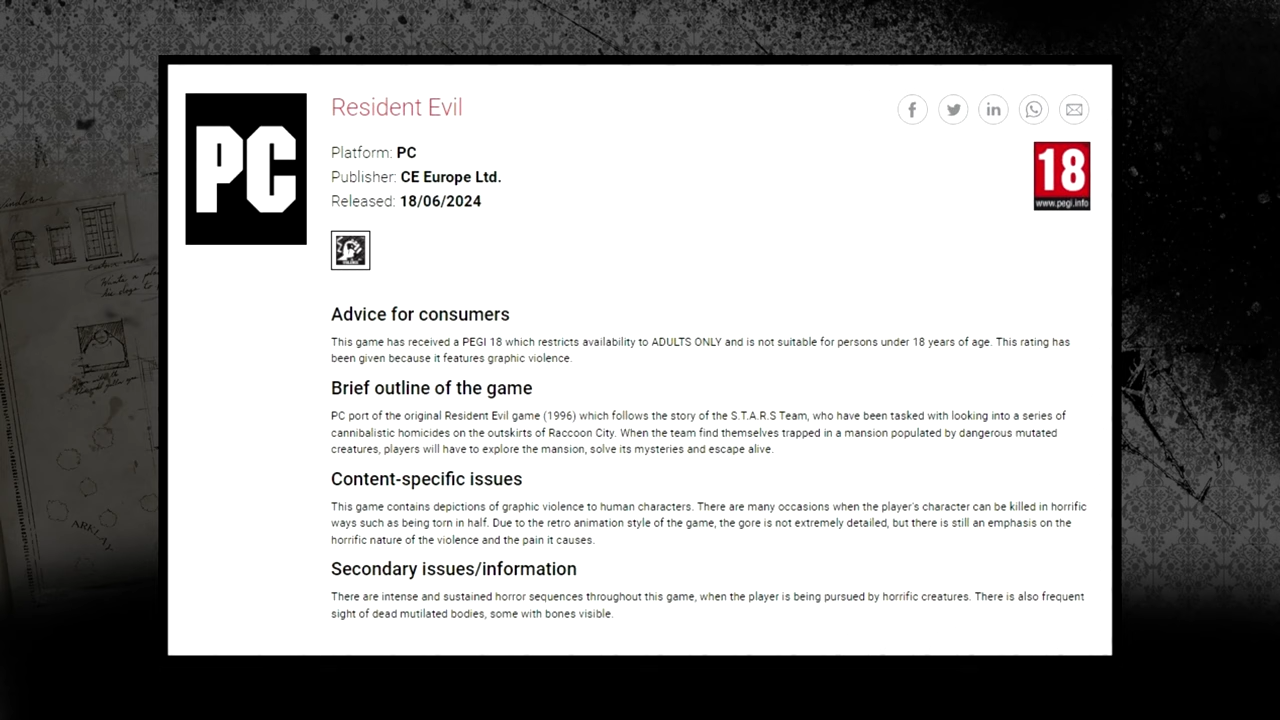 PC
Resident Evil
Platform: PC
Publisher: CE Europe Ltd.
Released: 18/06/2024
18
www.pegi.info
VIOLENCE
Advice for consumers
This game has received a PEGI 18 which restricts availability to ADULTS ONLY and is not suitable for persons under 18 years of age. This rating has
been given because it features graphic violence.
Brief outline of the game
PC port of the original Resident Evil game (1996) which follows the story of the S.T.A.R.S Team, who have been tasked with looking into a series of
cannibalistic homicides on the outskirts of Raccoon City. When the team find themselves trapped in a mansion populated by dangerous mutated
creatures, players will have to explore the mansion, solve its mysteries and escape alive.
Content-specific issues
This game contains depictions of graphic violence to human characters. There are many occasions when the player's character can be killed in horrific
ways such as being torn in half. Due to the retro animation style of the game, the gore is not extremely detailed, but there is still an emphasis on the
horrific nature of the violence and the pain it causes.
Secondary issues/information
There are intense and sustained horror sequences throughout this game, when the player is being pursued by horrific creatures. There is also frequent
sight of dead mutilated bodies, some with bones visible.
ARKLAY